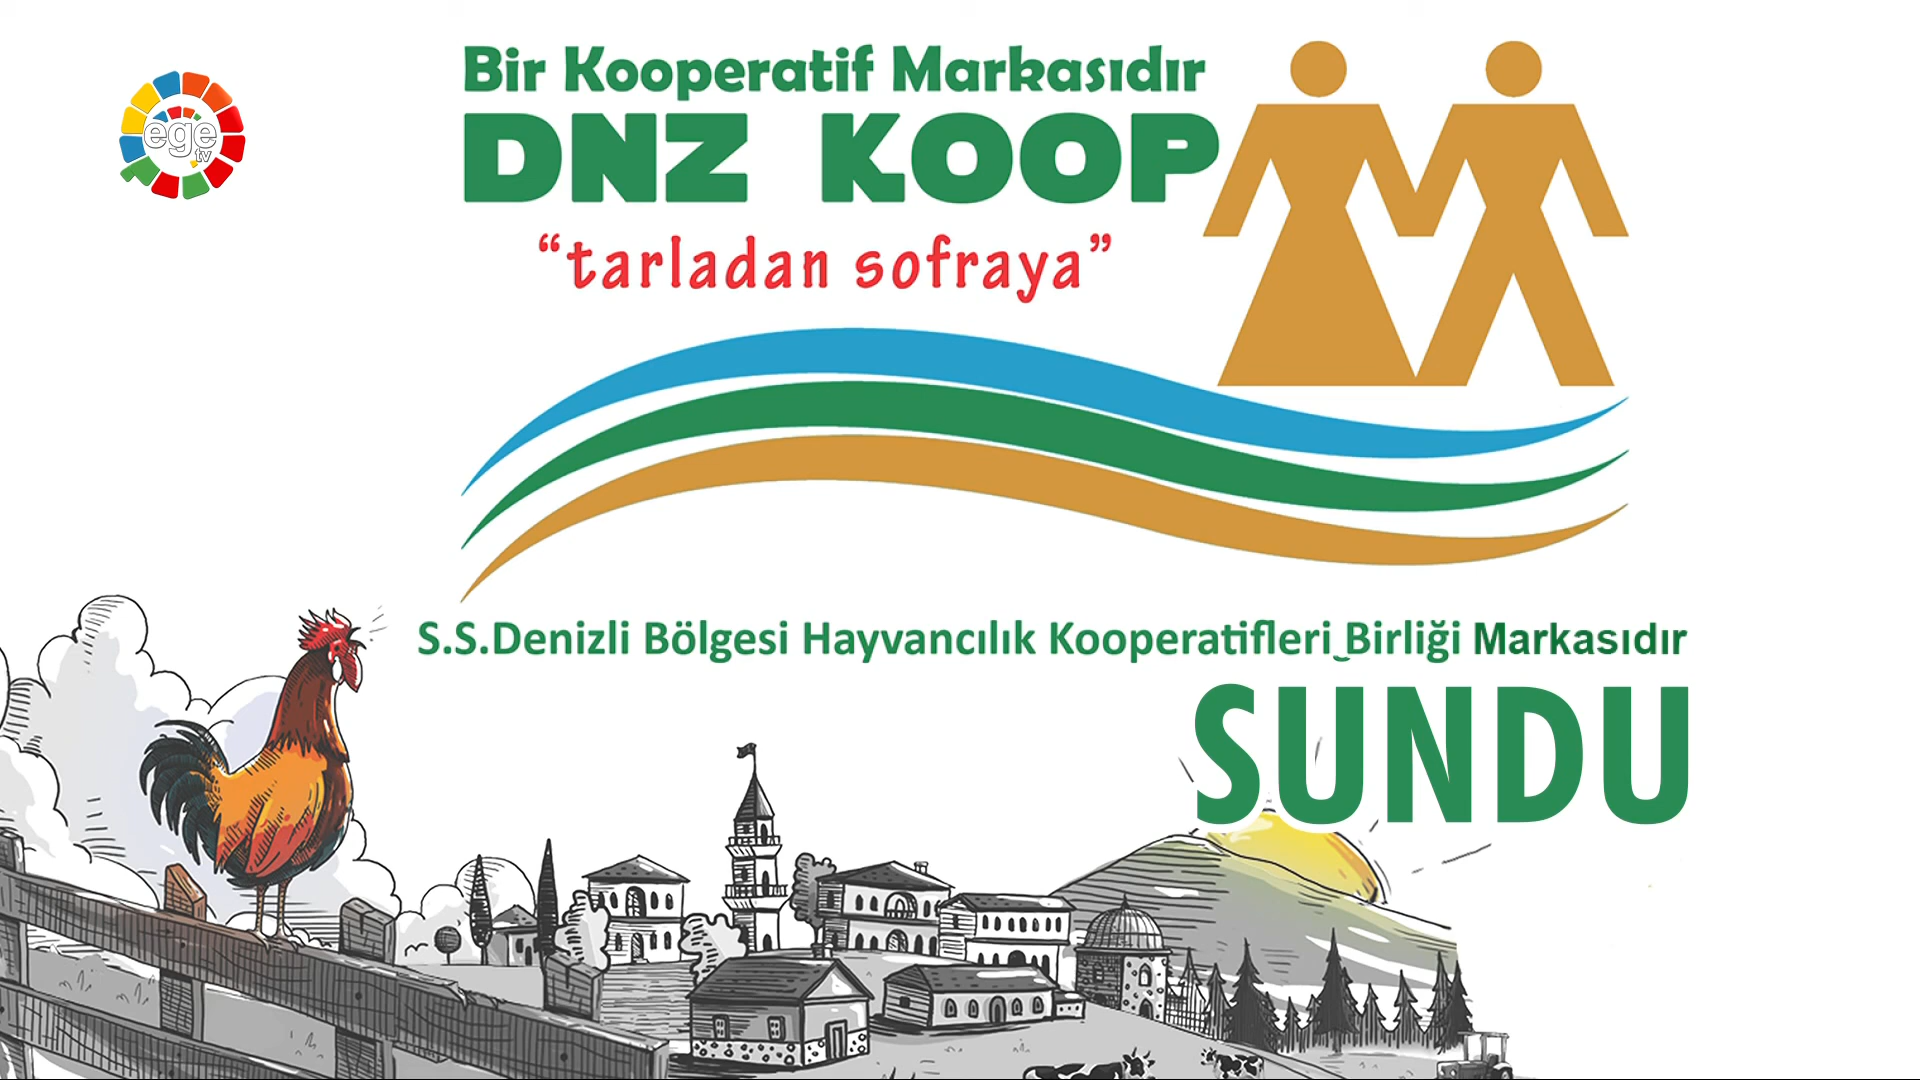 ege
tv
Bir Kooperatif Markasıdır
DNZ KOOP
“tarladan sofraya”
S.S.Denizli Bölgesi Hayvancılık Kooperatifleri Birliği Markasıdır
SUNDU